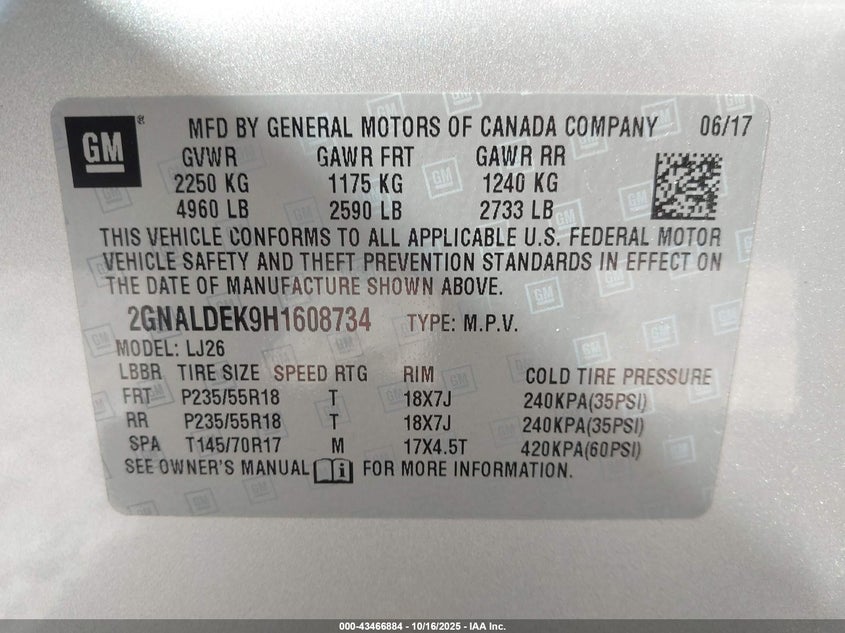 GM ® MFD BY GENERAL MOTORS OF CANADA COMPANY 06/17
GVWR GAWR FRT GAWR RR
2250 KG 1175 KG 1240 KG
4960 LB 2590 LB 2733 LB
THIS VEHICLE CONFORMS TO ALL APPLICABLE U.S. FEDERAL MOTOR
VEHICLE SAFETY AND THEFT PREVENTION STANDARDS IN EFFECT ON
THE DATE OF MANUFACTURE SHOWN ABOVE.
2GNALDEK9H1608734 TYPE: M.P.V.
MODEL: LJ26
LBBR TIRE SIZE SPEED RTG RIM COLD TIRE PRESSURE
FRT P235/55R18 T 18X7J 240KPA(35PSI)
RR P235/55R18 T 18X7J 240KPA(35PSI)
SPA T145/70R17 M 17X4.5T 420KPA(60PSI)
SEE OWNER'S MANUAL i FOR MORE INFORMATION.
000-43466884 - 10/16/2025 - IAA Inc.